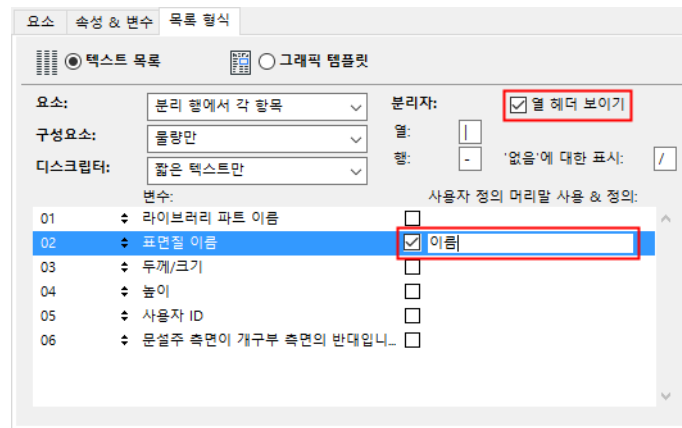 요소 속성 & 변수 목록 형식
텍스트 목록 그래픽 템플릿
요소: 분리 행에서 각 항목 분리자: 열 헤더 보이기
구성요소: 물량만 열: |
디스크립터: 짧은 텍스트만 행: - '없음'에 대한 표시: /
변수: 사용자 정의 머리말 사용 & 정의:
01 라이브러리 파트 이름
02 표면질 이름 이름
03 두께/크기
04 높이
05 사용자 ID
06 문설주 측면이 개구부 측면의 반대입니...